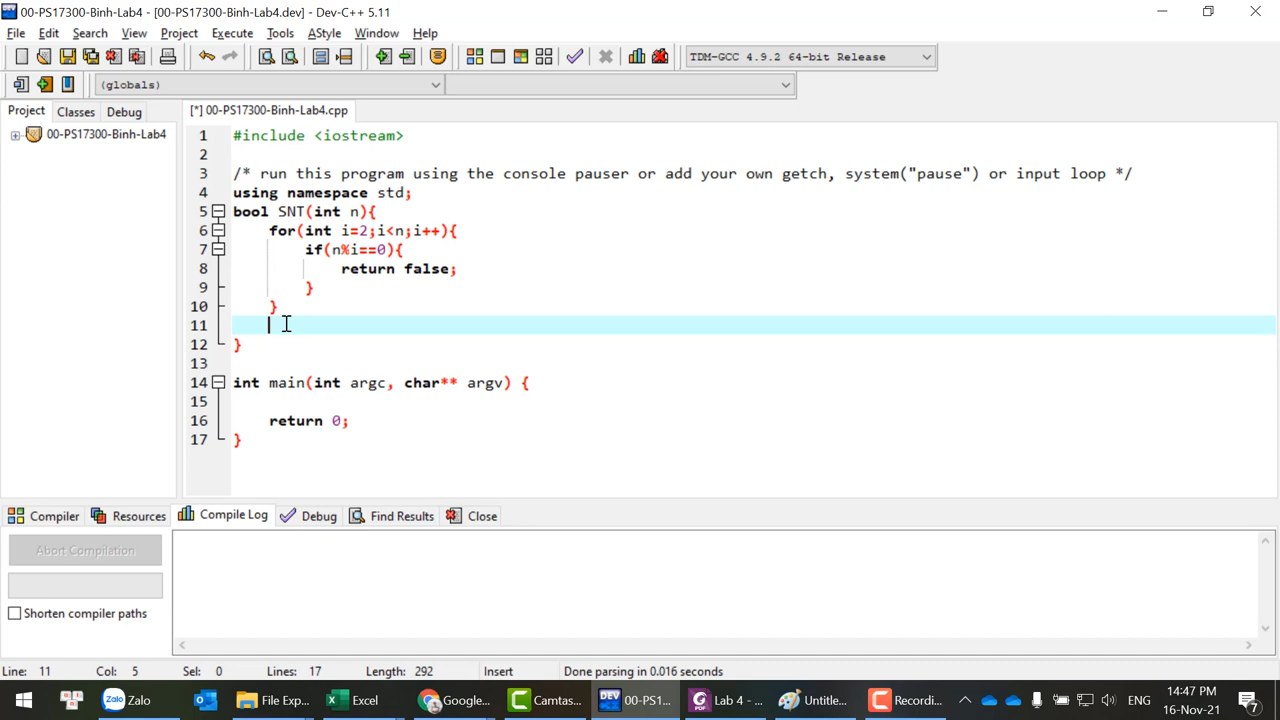 00-PS17300-Binh-Lab4 - [00-PS17300-Binh-Lab4.dev] - Dev-C++ 5.11
File Edit Search View Project Execute Tools AStyle Window Help
TDM-GCC 4.9.2 64-bit Release
(globals)
Project Classes Debug
[*] 00-PS17300-Binh-Lab4.cpp
00-PS17300-Binh-Lab4
1 #include <iostream>
2
3 /* run this program using the console pauser or add your own getch, system("pause") or input loop */
4 using namespace std;
5 bool SNT(int n){
6 for(int i=2;i<n;i++){
7 if(n%i==0){
8 return false;
9 }
10 }
11
12 }
13
14 int main(int argc, char** argv) {
15
16 return 0;
17 }
Compiler Resources Compile Log Debug Find Results Close
Abort Compilation
Shorten compiler paths
Line: 11 Col: 5 Sel: 0 Lines: 17 Length: 292 Insert Done parsing in 0.016 seconds
Zalo File Exp... Excel Google... Camtas... 00-PS1... Lab 4 - ... Untitle... Recordi... ENG 14:47 PM
16-Nov-21 7